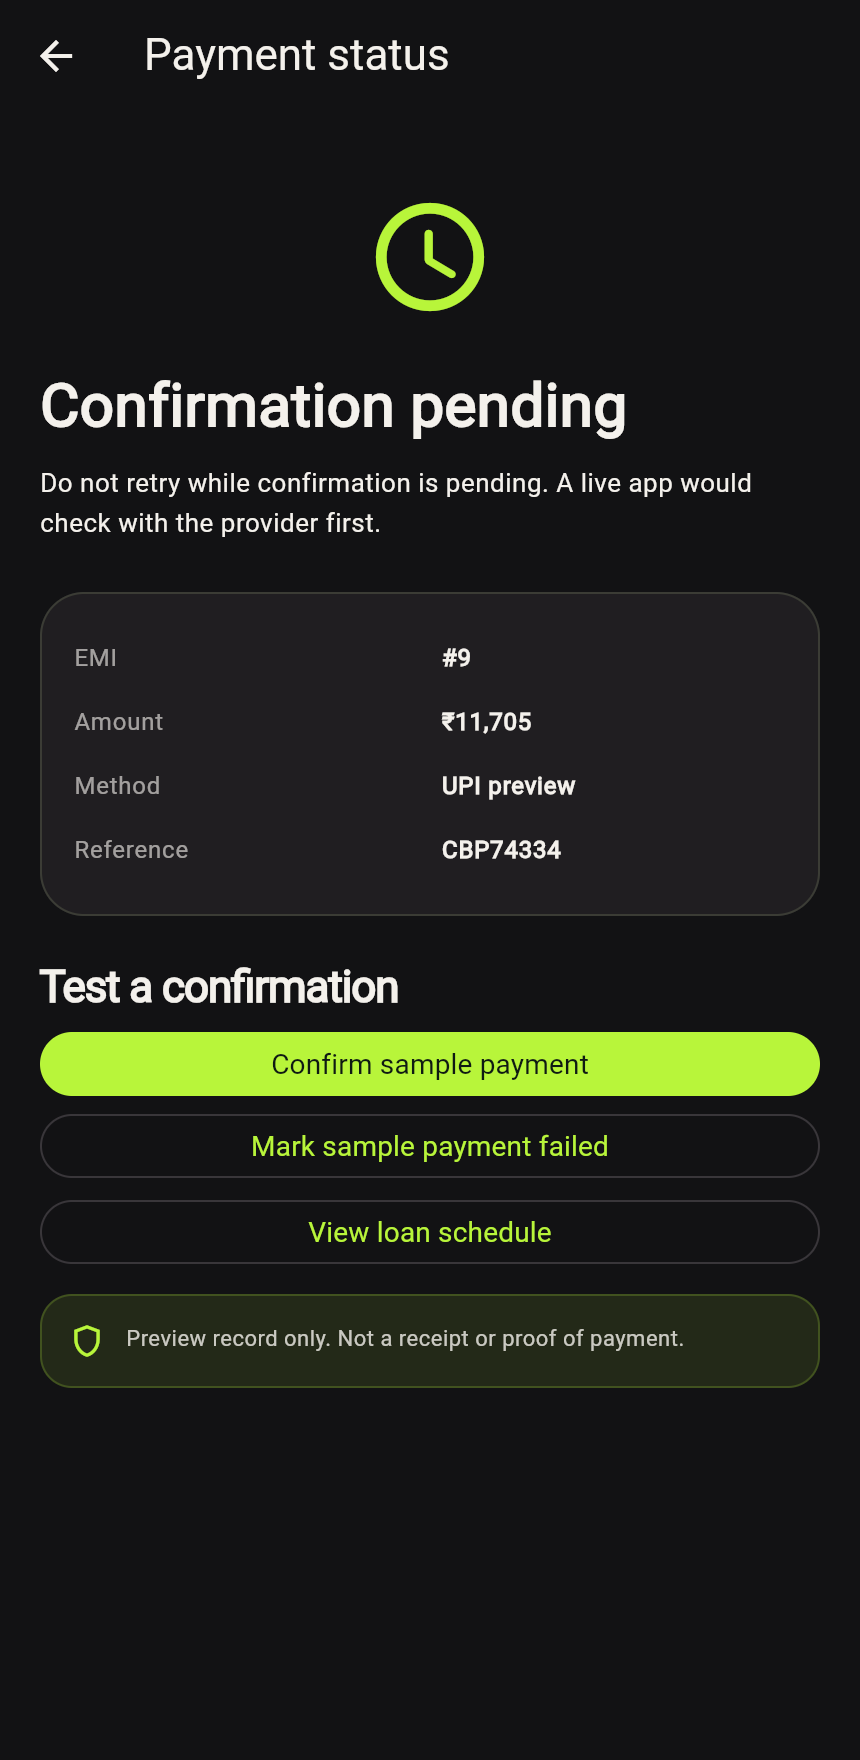 Payment status
Confirmation pending
Do not retry while confirmation is pending. A live app would
check with the provider first.
EMI #9
Amount ₹11,705
Method UPI preview
Reference CBP74334
Test a confirmation
Confirm sample payment
Mark sample payment failed
View loan schedule
Preview record only. Not a receipt or proof of payment.